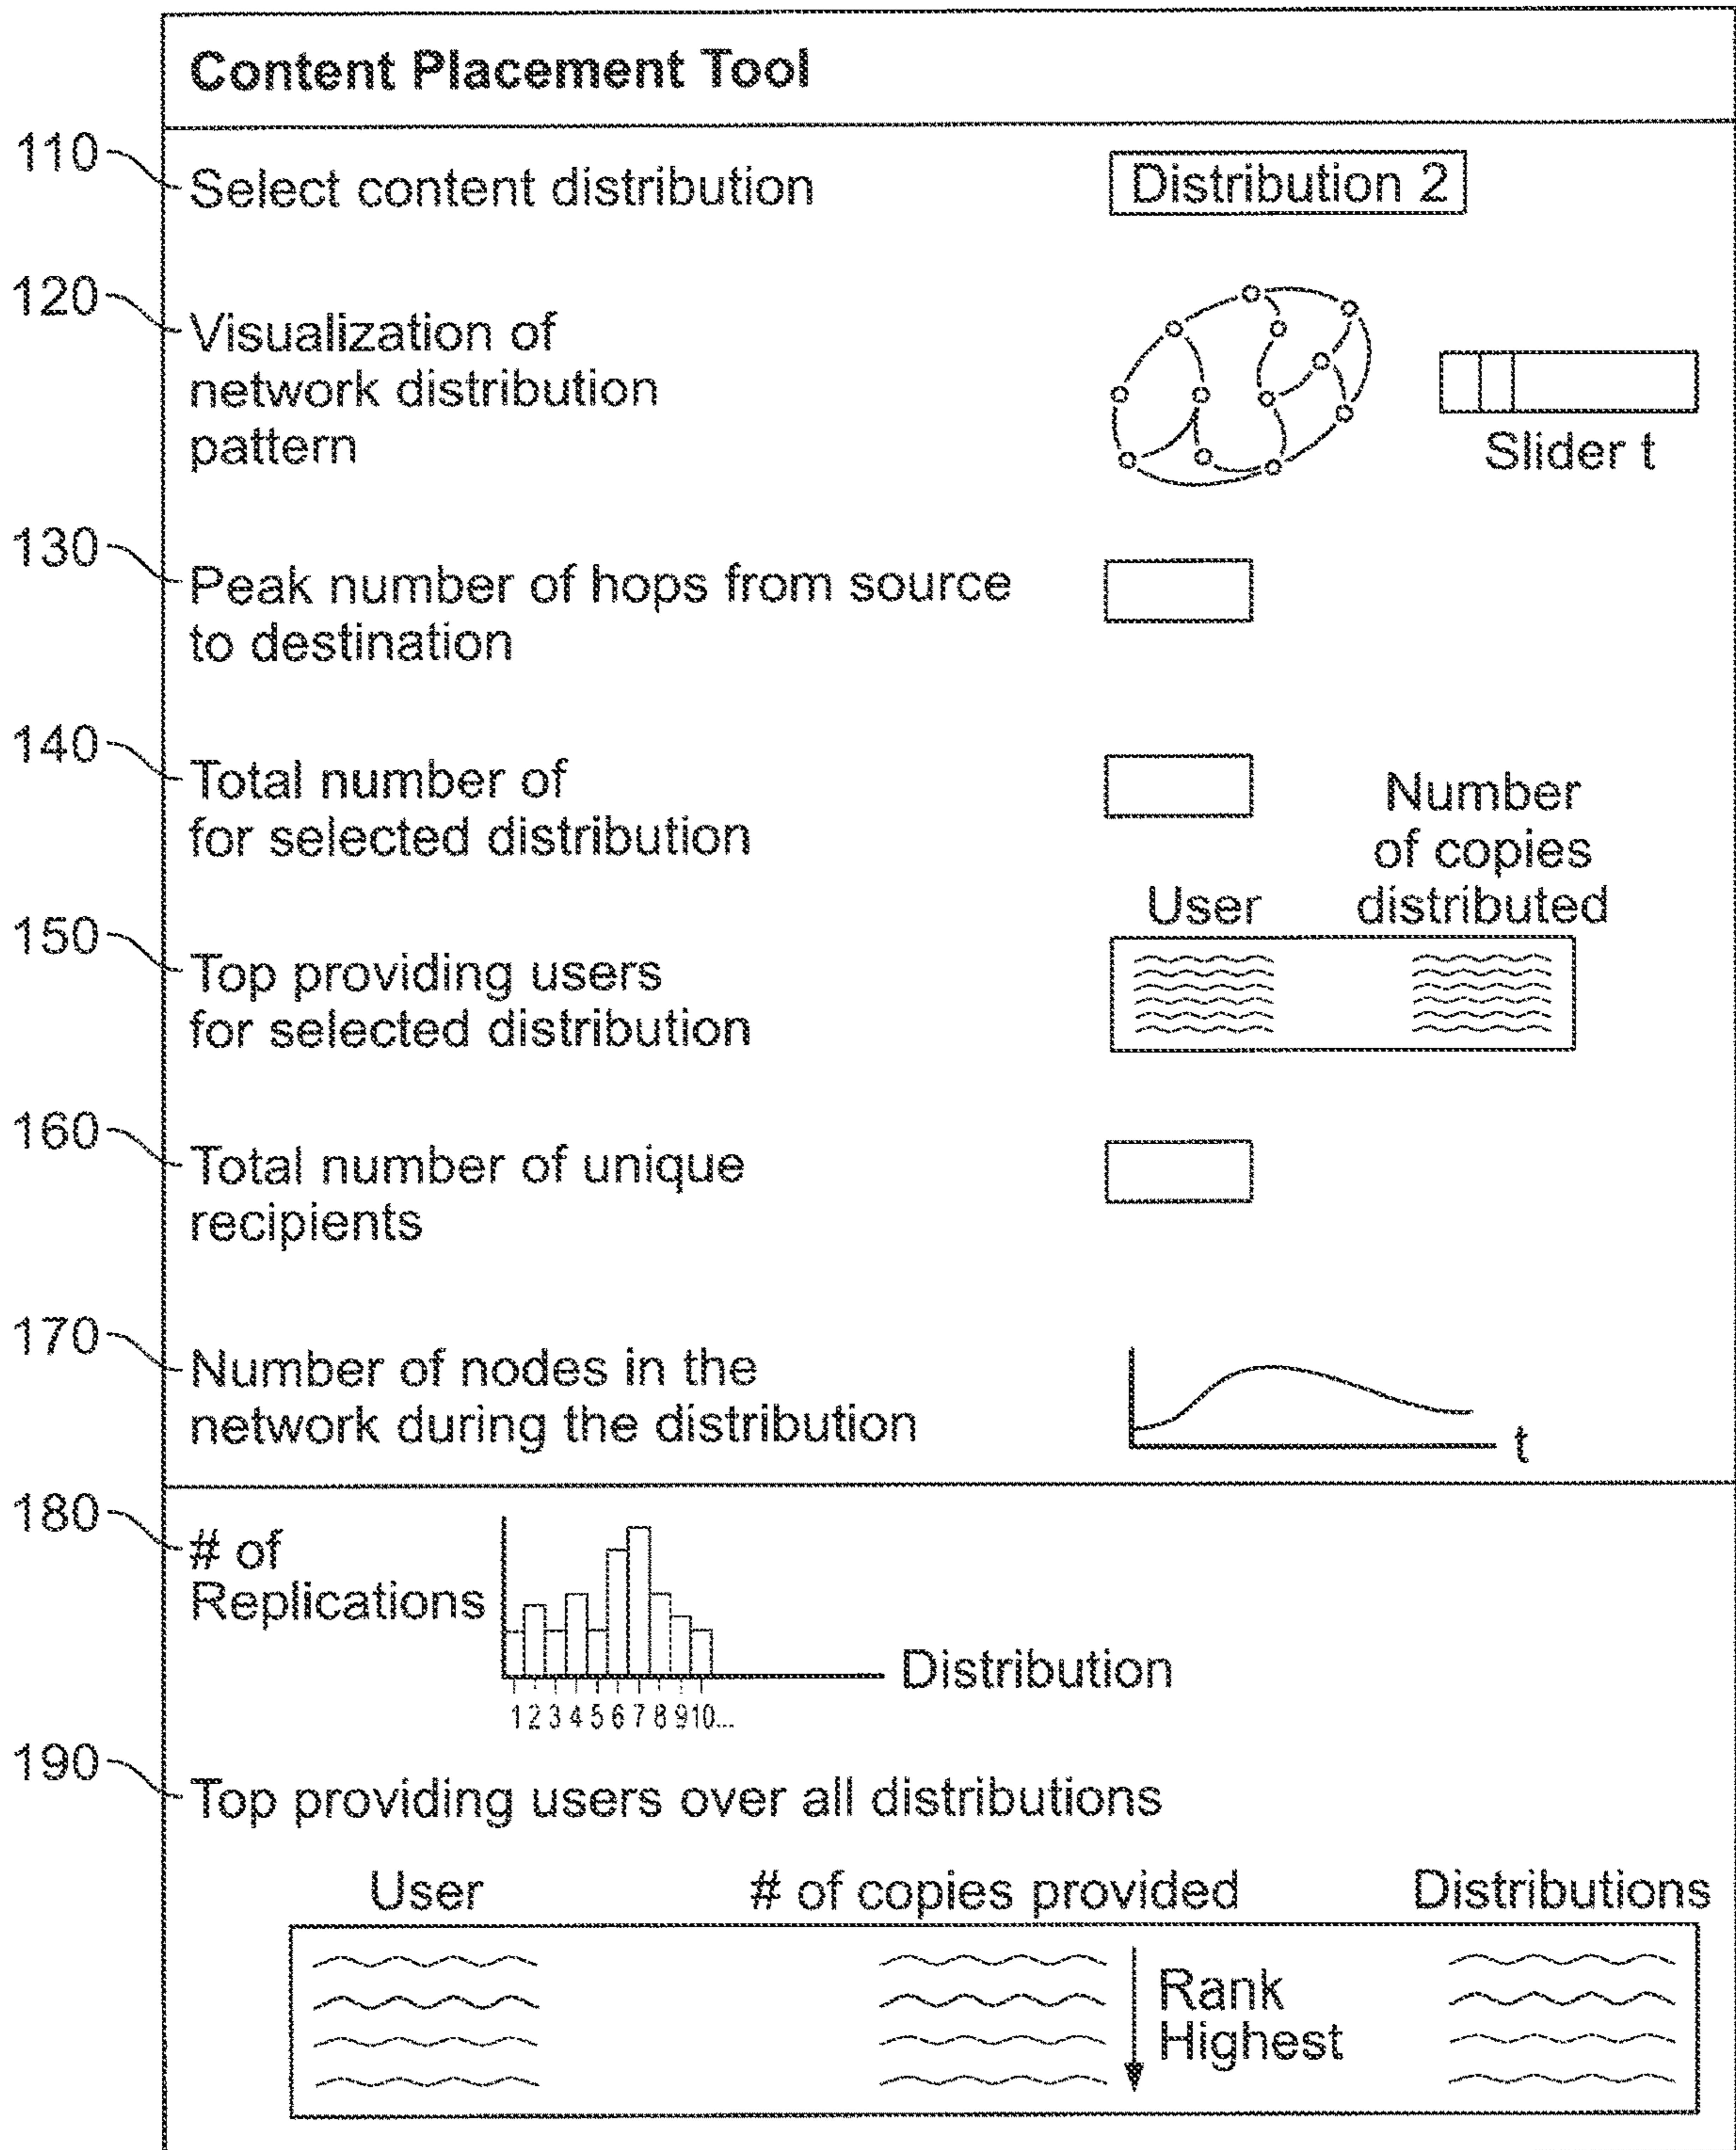 Content Placement Tool
110
Select content distribution
Distribution 2
120
Visualization of
network distribution
pattern
Slider t
130
Peak number of hops from source
to destination
140
Total number of
for selected distribution
Number
of copies
distributed
User
150
Top providing users
for selected distribution
160
Total number of unique
recipients
170
Number of nodes in the
network during the distribution
t
180
# of
Replications
Distribution
1 2 3 4 5 6 7 8 9 10...
190
Top providing users over all distributions
User # of copies provided Distributions
Rank
Highest